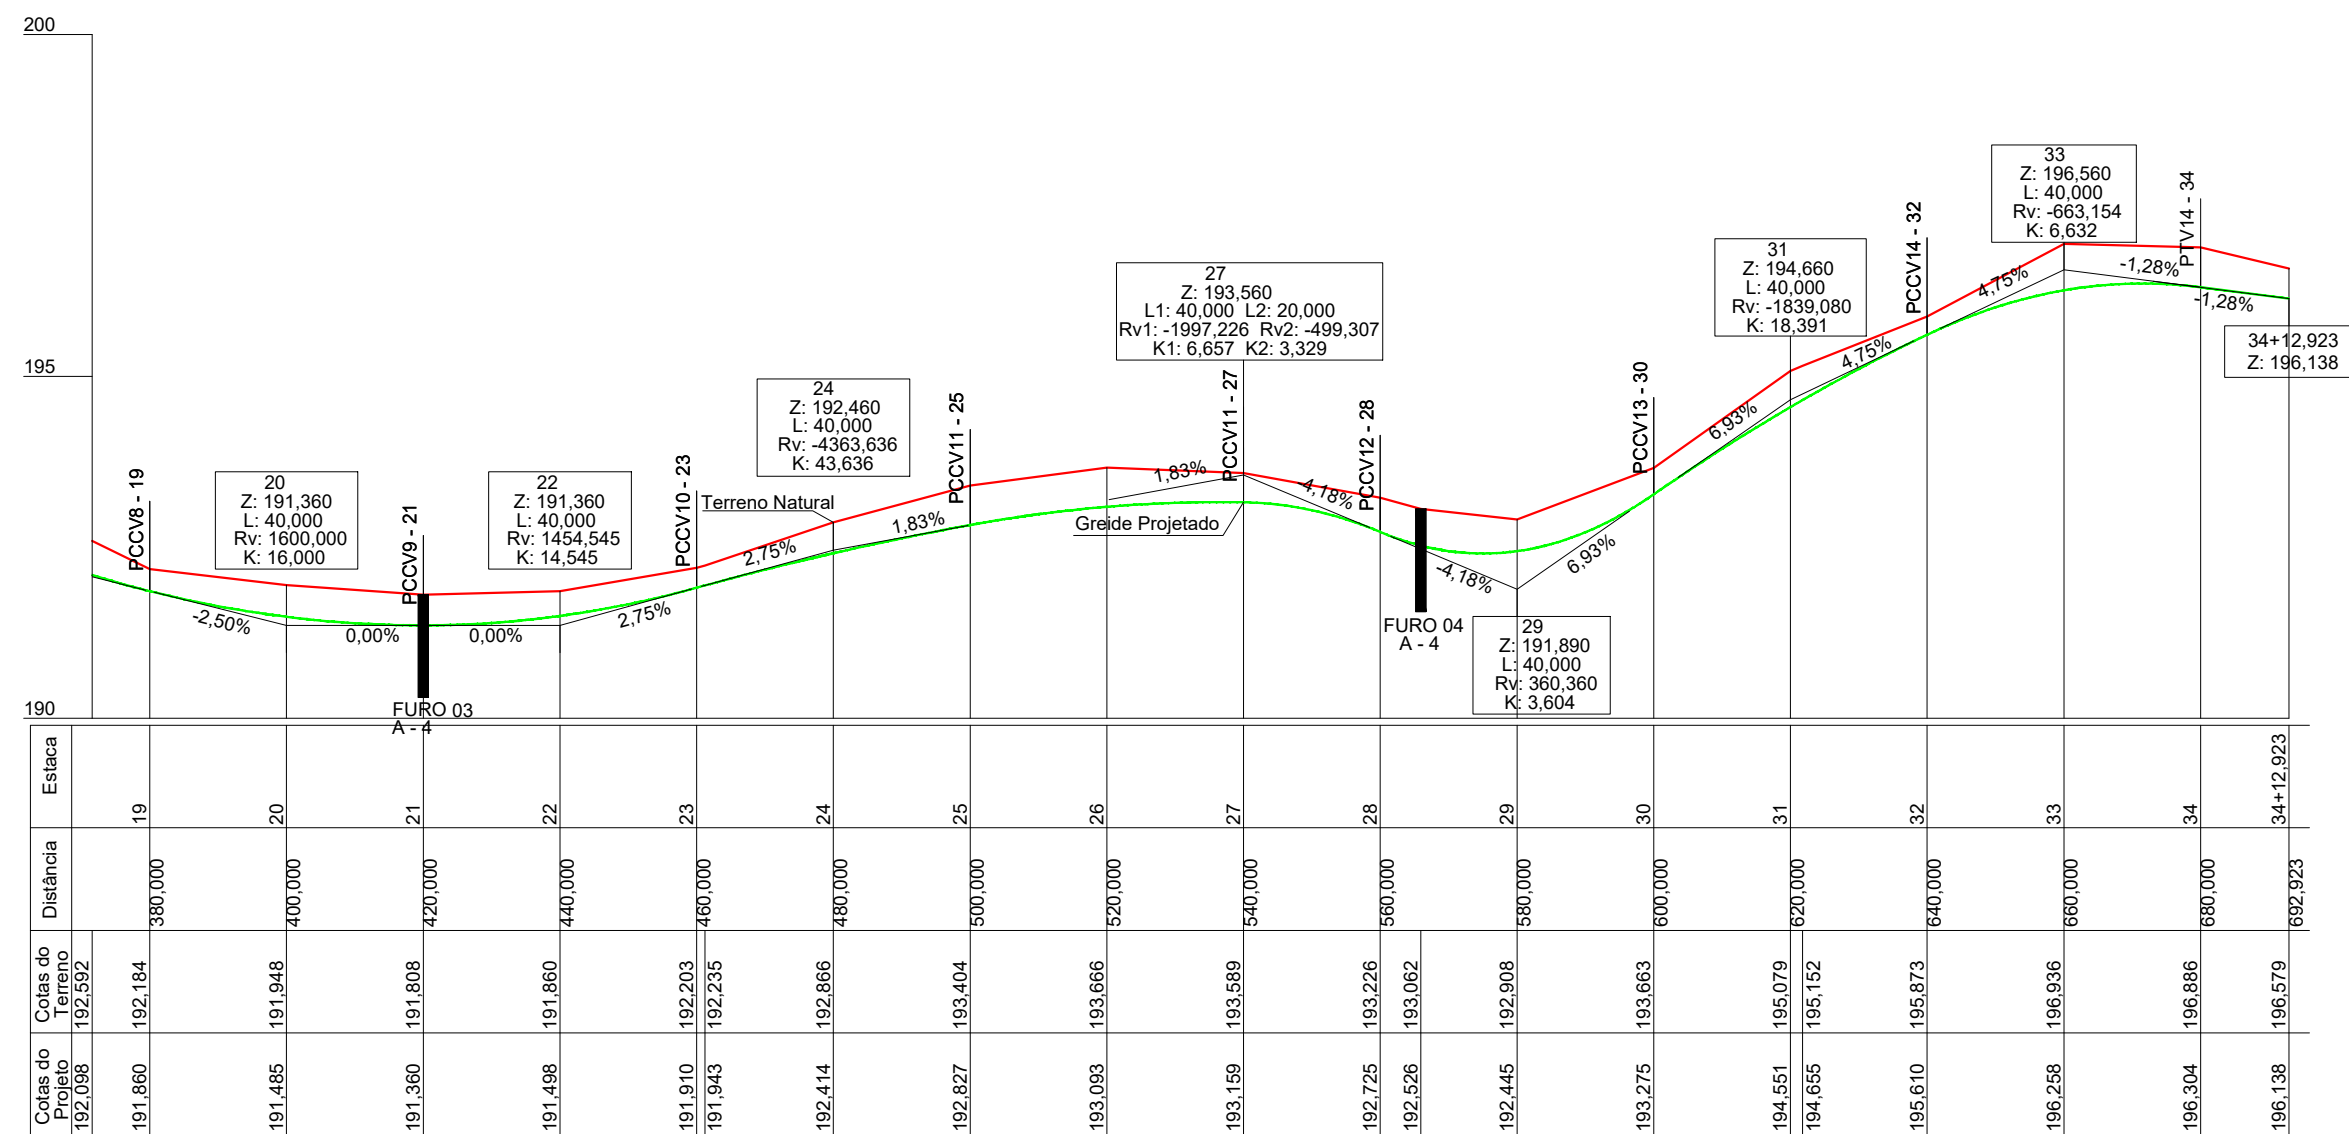 200
195
190
PCCV8 - 19
20
Z: 191,360
L: 40,000
Rv: 1600,000
K: 16,000
PCCV9 - 21
22
Z: 191,360
L: 40,000
Rv: 1454,545
K: 14,545
PCCV10 - 23
Terreno Natural
24
Z: 192,460
L: 40,000
Rv: -4363,636
K: 43,636
PCCV11 - 25
27
Z: 193,560
L1: 40,000 L2: 20,000
Rv1: -1997,226 Rv2: -499,307
K1: 6,657 K2: 3,329
PCCV11 - 27
Greide Projetado
PCCV12 - 28
29
Z: 191,890
L: 40,000
Rv: 360,360
K: 3,604
PCCV13 - 30
31
Z: 194,660
L: 40,000
Rv: -1839,080
K: 18,391
PCCV14 - 32
33
Z: 196,560
L: 40,000
Rv: -663,154
K: 6,632
PTV14 - 34
34+12,923
Z: 196,138
-2,50%
0,00%
0,00%
2,75%
2,75%
1,83%
1,83%
-4,18%
-4,18%
6,93%
6,93%
4,75%
4,75%
-1,28%
-1,28%
FURO 03
A - 4
FURO 04
A - 4
Estaca
19 20 21 22 23 24 25 26 27 28 29 30 31 32 33 34 34+12,923
Distância
380,000 400,000 420,000 440,000 460,000 480,000 500,000 520,000 540,000 560,000 580,000 600,000 620,000 640,000 660,000 680,000 692,923
Cotas do
Terreno
192,592 192,184 191,948 191,808 191,860 192,203 192,235 192,866 193,404 193,666 193,589 193,226 193,062 192,908 193,663 195,079 195,152 195,873 196,936 196,886 196,579
Cotas do
Projeto
192,098 191,860 191,485 191,360 191,498 191,910 191,943 192,414 192,827 193,093 193,159 192,725 192,526 192,445 193,275 194,551 194,655 195,610 196,258 196,304 196,138